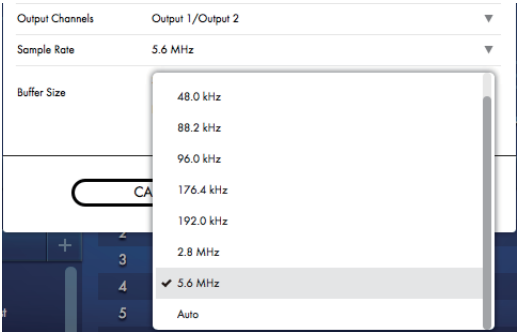 Output Channels Output 1/Output 2
Sample Rate 5.6 MHz
Buffer Size
48.0 kHz
88.2 kHz
96.0 kHz
176.4 kHz
192.0 kHz
2.8 MHz
✔ 5.6 MHz
Auto
CA
+
3
4
5